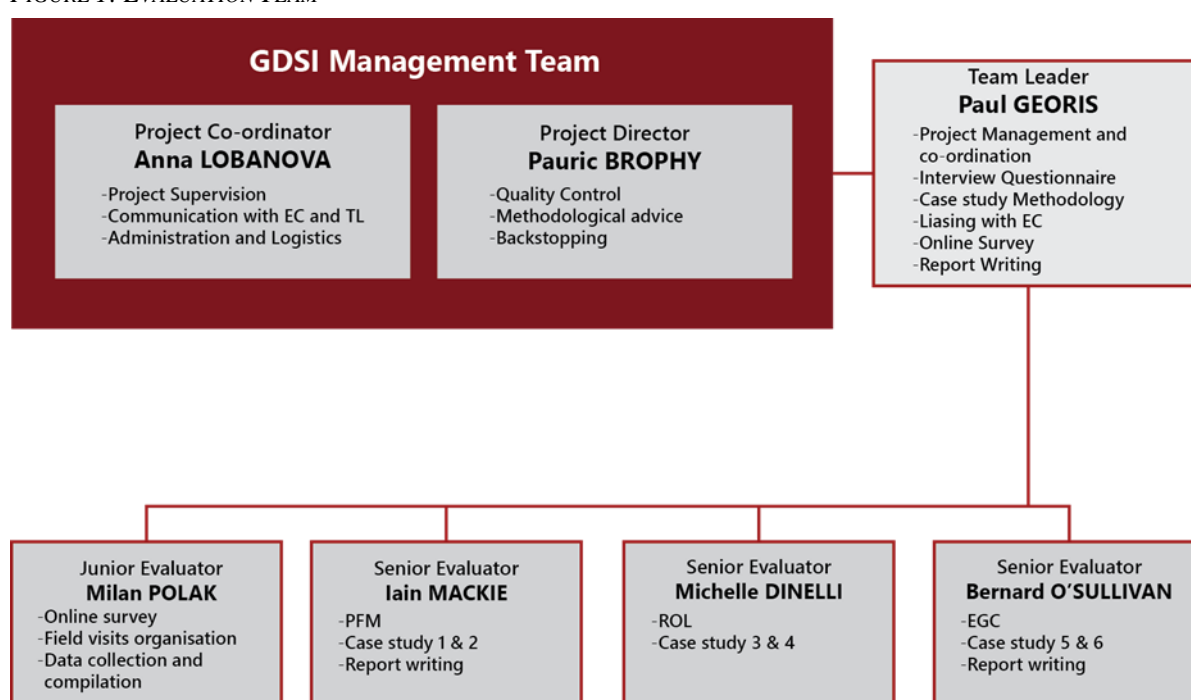 FIGURE 1: EVALUATION TEAM
GDSI Management Team
Project Co-ordinator
Anna LOBANOVA
-Project Supervision
-Communication with EC and TL
-Administration and Logistics
Project Director
Pauric BROPHY
-Quality Control
-Methodological advice
-Backstopping
Team Leader
Paul GEORIS
-Project Management and
co-ordination
-Interview Questionnaire
-Case study Methodology
-Liasing with EC
-Online Survey
-Report Writing
Junior Evaluator
Milan POLAK
-Online survey
-Field visits organisation
-Data collection and
compilation
Senior Evaluator
Iain MACKIE
-PFM
-Case study 1 & 2
-Report writing
Senior Evaluator
Michelle DINELLI
-ROL
-Case study 3 & 4
Senior Evaluator
Bernard O'SULLIVAN
-EGC
-Case study 5 & 6
-Report writing